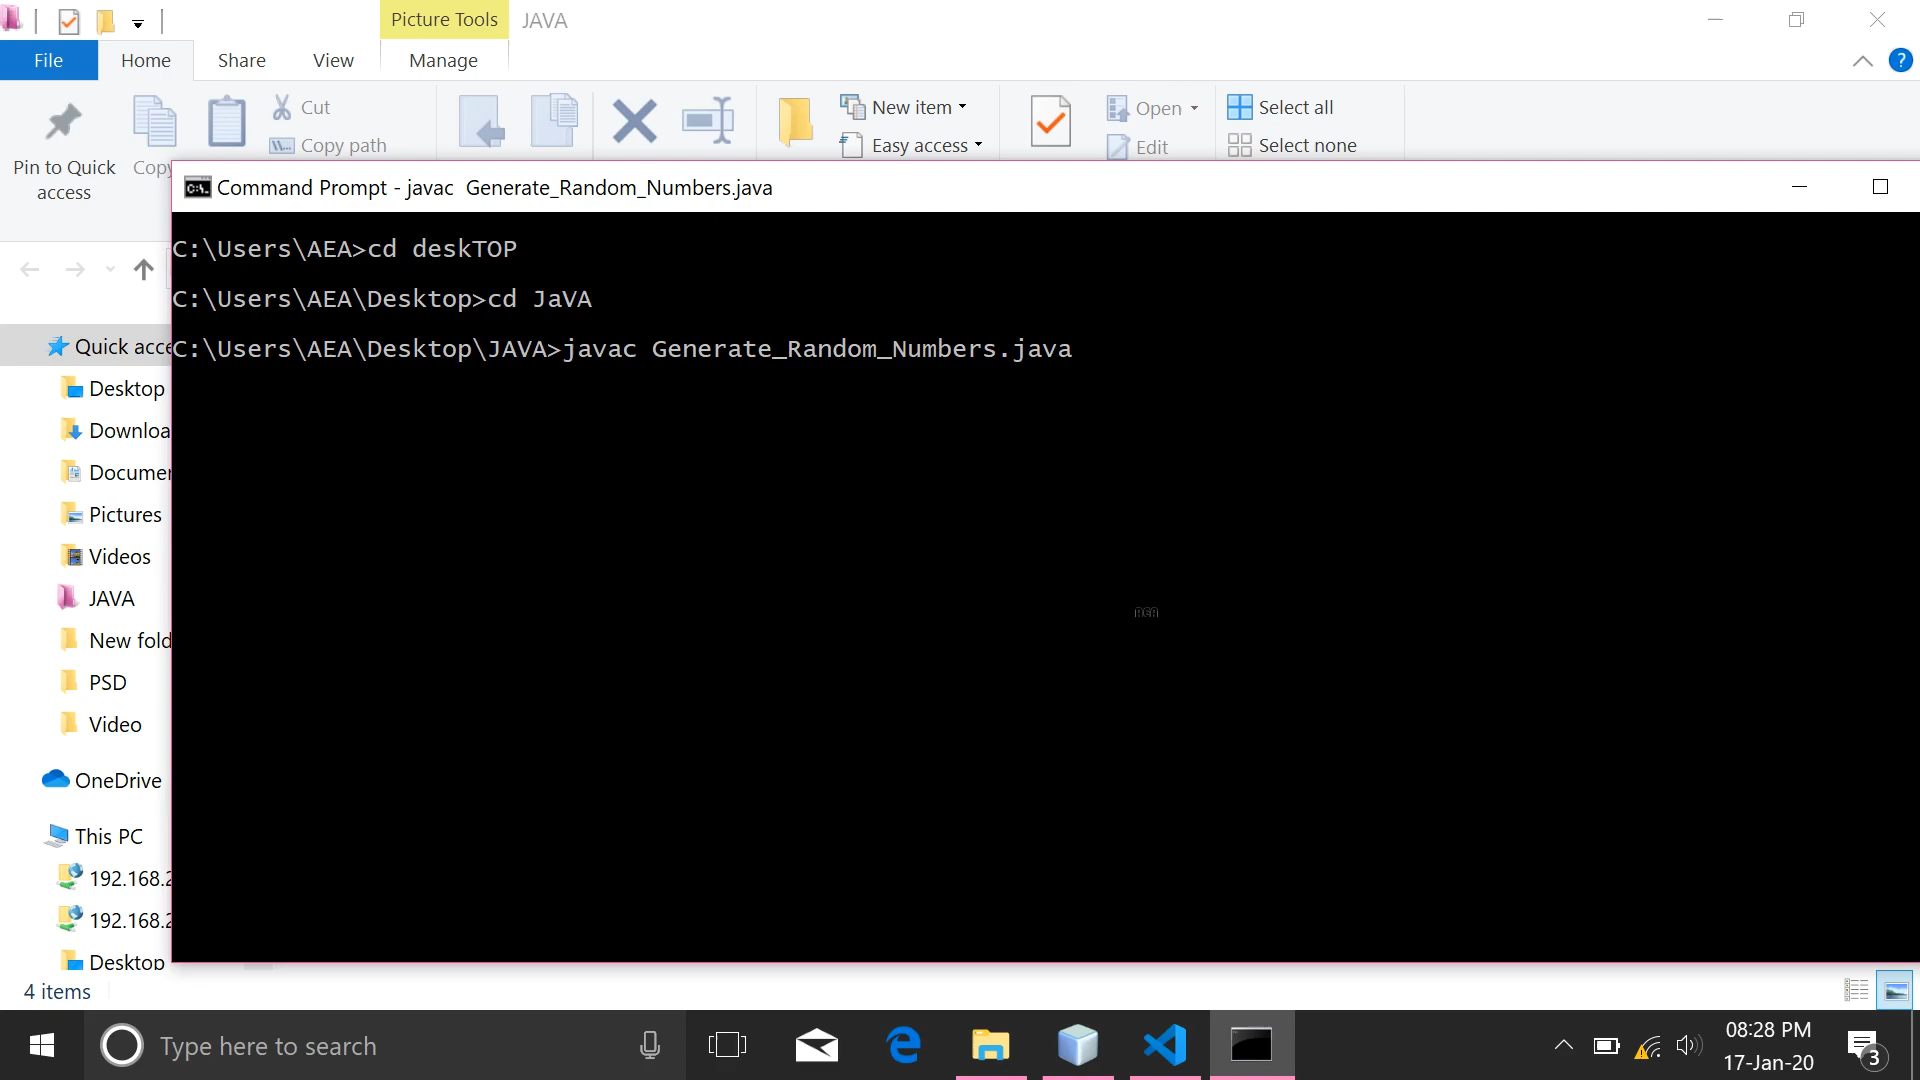 Picture Tools
JAVA
File
Home
Share
View
Manage
Pin to Quick
access
Copy
Cut
Copy path
New item
Easy access
Open
Edit
Select all
Select none
?
C:\.
Command Prompt - javac  Generate_Random_Numbers.java
C:\Users\AEA>cd deskTOP
C:\Users\AEA\Desktop>cd JaVA
C:\Users\AEA\Desktop\JAVA>javac Generate_Random_Numbers.java
AEA
Quick acce
Desktop
Downloa
Documen
Pictures
Videos
JAVA
New fold
PSD
Video
OneDrive
This PC
192.168.2
192.168.2
Desktop
4 items
Type here to search
08:28 PM
17-Jan-20
3